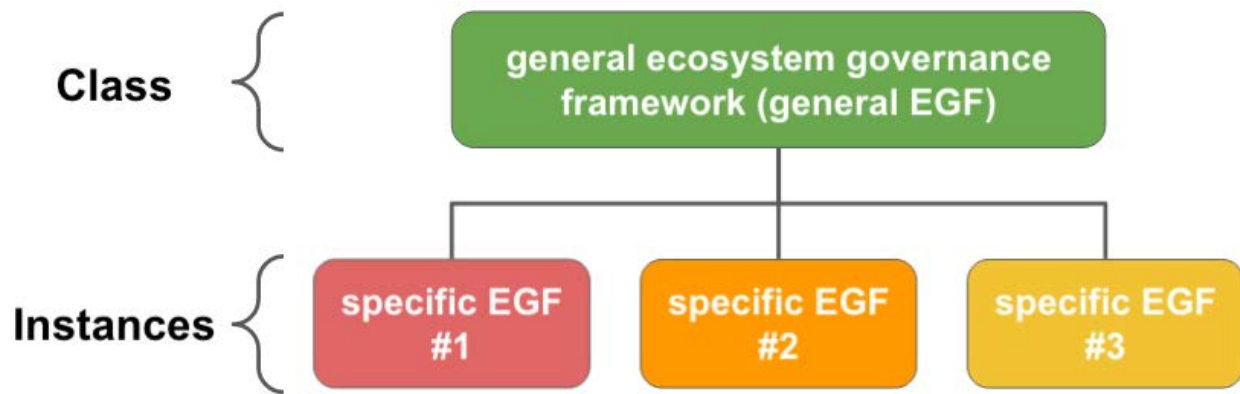 Class
general ecosystem governance
framework (general EGF)
Instances
specific EGF
#1
specific EGF
#2
specific EGF
#3